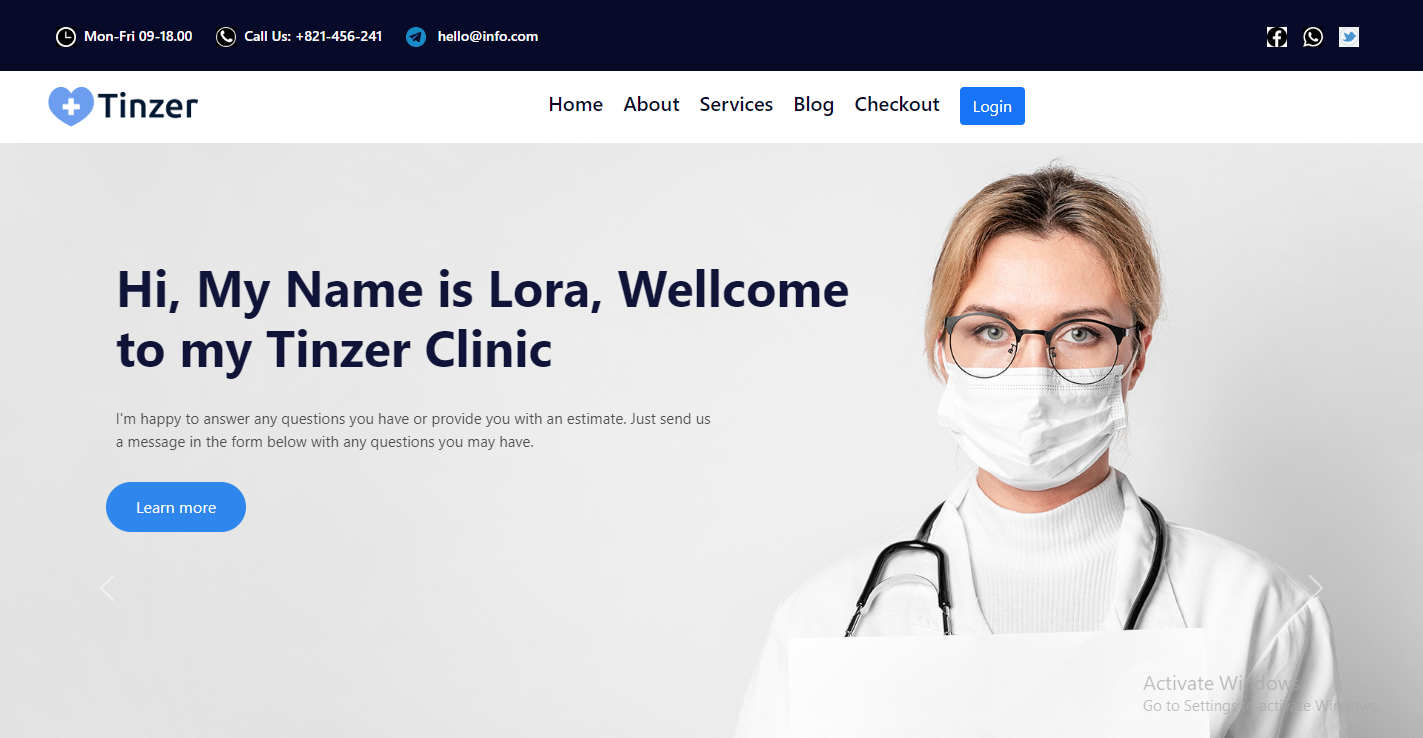 Mon-Fri 09-18.00 Call Us: +821-456-241 hello@info.com
Tinzer Home About Services Blog Checkout Login
Hi, My Name is Lora, Wellcome
to my Tinzer Clinic
I'm happy to answer any questions you have or provide you with an estimate. Just send us
a message in the form below with any questions you may have.
Learn more
Activate Windows
Go to Settings to activate Windows.